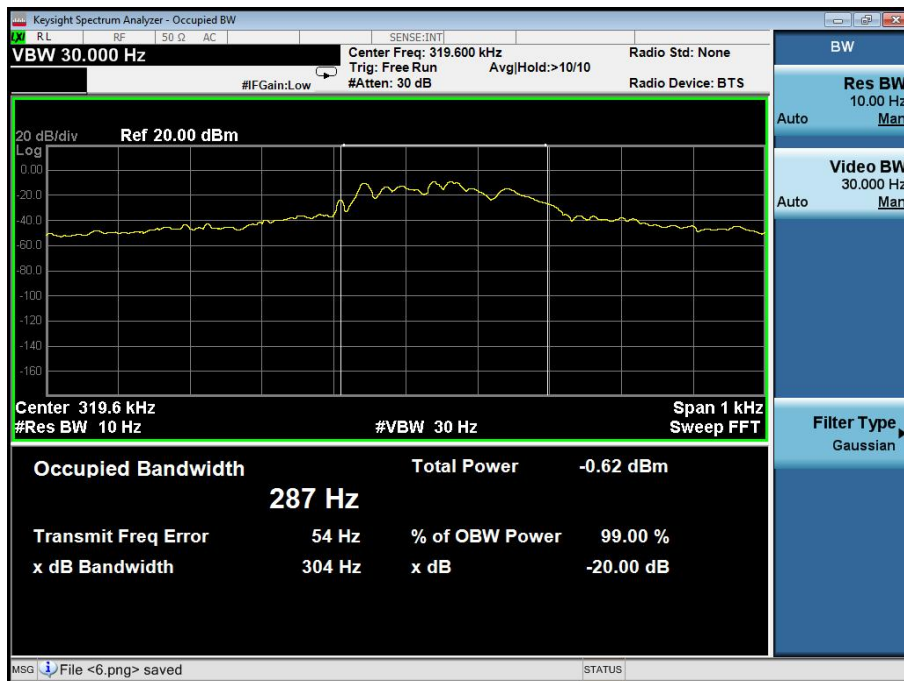 Keysight Spectrum Analyzer - Occupied BW
LXI RL RF 50 Ω AC SENSE:INT
VBW 30.000 Hz
Center Freq: 319.600 kHz Radio Std: None
Trig: Free Run Avg|Hold:>10/10
#IFGain:Low #Atten: 30 dB Radio Device: BTS
20 dB/div Ref 20.00 dBm
Log
0.00
-20.0
-40.0
-60.0
-80.0
-100
-120
-140
-160
Center 319.6 kHz Span 1 kHz
#Res BW 10 Hz #VBW 30 Hz Sweep FFT
Occupied Bandwidth Total Power -0.62 dBm
287 Hz
Transmit Freq Error 54 Hz % of OBW Power 99.00 %
x dB Bandwidth 304 Hz x dB -20.00 dB
BW
Res BW
10.00 Hz
Auto Man
Video BW
30.000 Hz
Auto Man
Filter Type
Gaussian
MSG File <6.png> saved STATUS